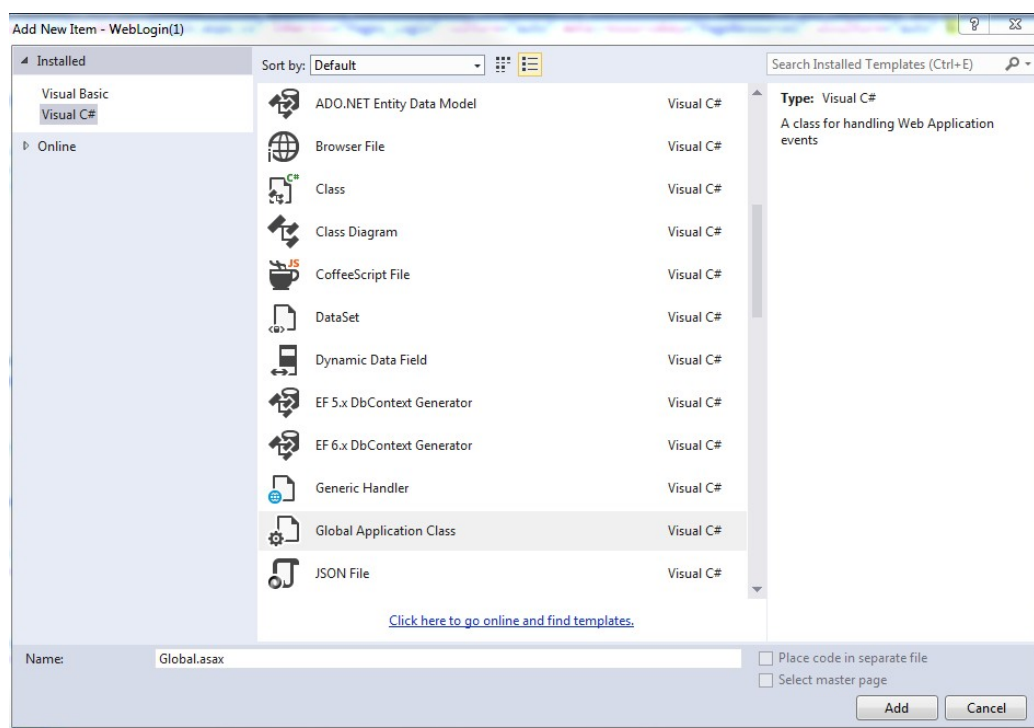 Add New Item - WebLogin(1)
Installed
Visual Basic
Visual C#
Online
Sort by: Default
Search Installed Templates (Ctrl+E)
ADO.NET Entity Data Model Visual C#
Browser File Visual C#
C#
Class Visual C#
Class Diagram Visual C#
JS
CoffeeScript File Visual C#
DataSet Visual C#
Dynamic Data Field Visual C#
EF 5.x DbContext Generator Visual C#
EF 6.x DbContext Generator Visual C#
Generic Handler Visual C#
Global Application Class Visual C#
JSON File Visual C#
Click here to go online and find templates.
Type: Visual C#
A class for handling Web Application
events
Name: Global.asax
Place code in separate file
Select master page
Add Cancel